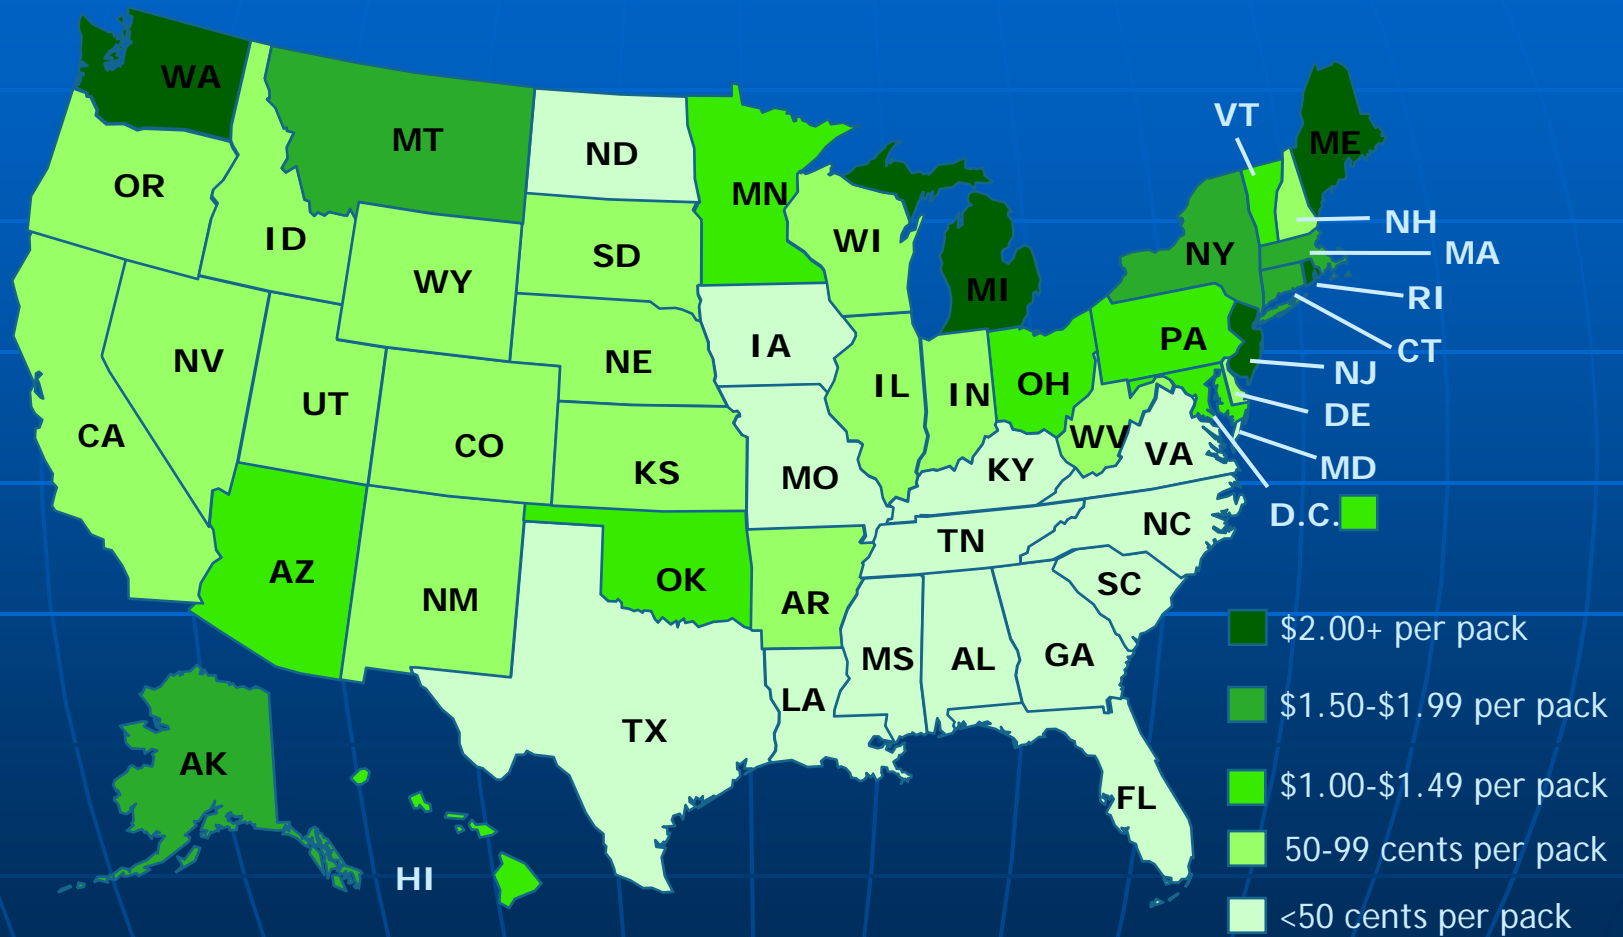 WA
MT
ND
MN
OR
ID
WY
SD
WI
MI
VT
ME
NH
NY
MA
RI
CT
NJ
PA
DE
MD
D.C.
NV
UT
CA
CO
NE
KS
IA
IL
IN
OH
WV
VA
MO
KY
NC
TN
SC
AZ
NM
OK
AR
MS
AL
GA
LA
TX
FL
AK
HI
$2.00+ per pack
$1.50-$1.99 per pack
$1.00-$1.49 per pack
50-99 cents per pack
<50 cents per pack